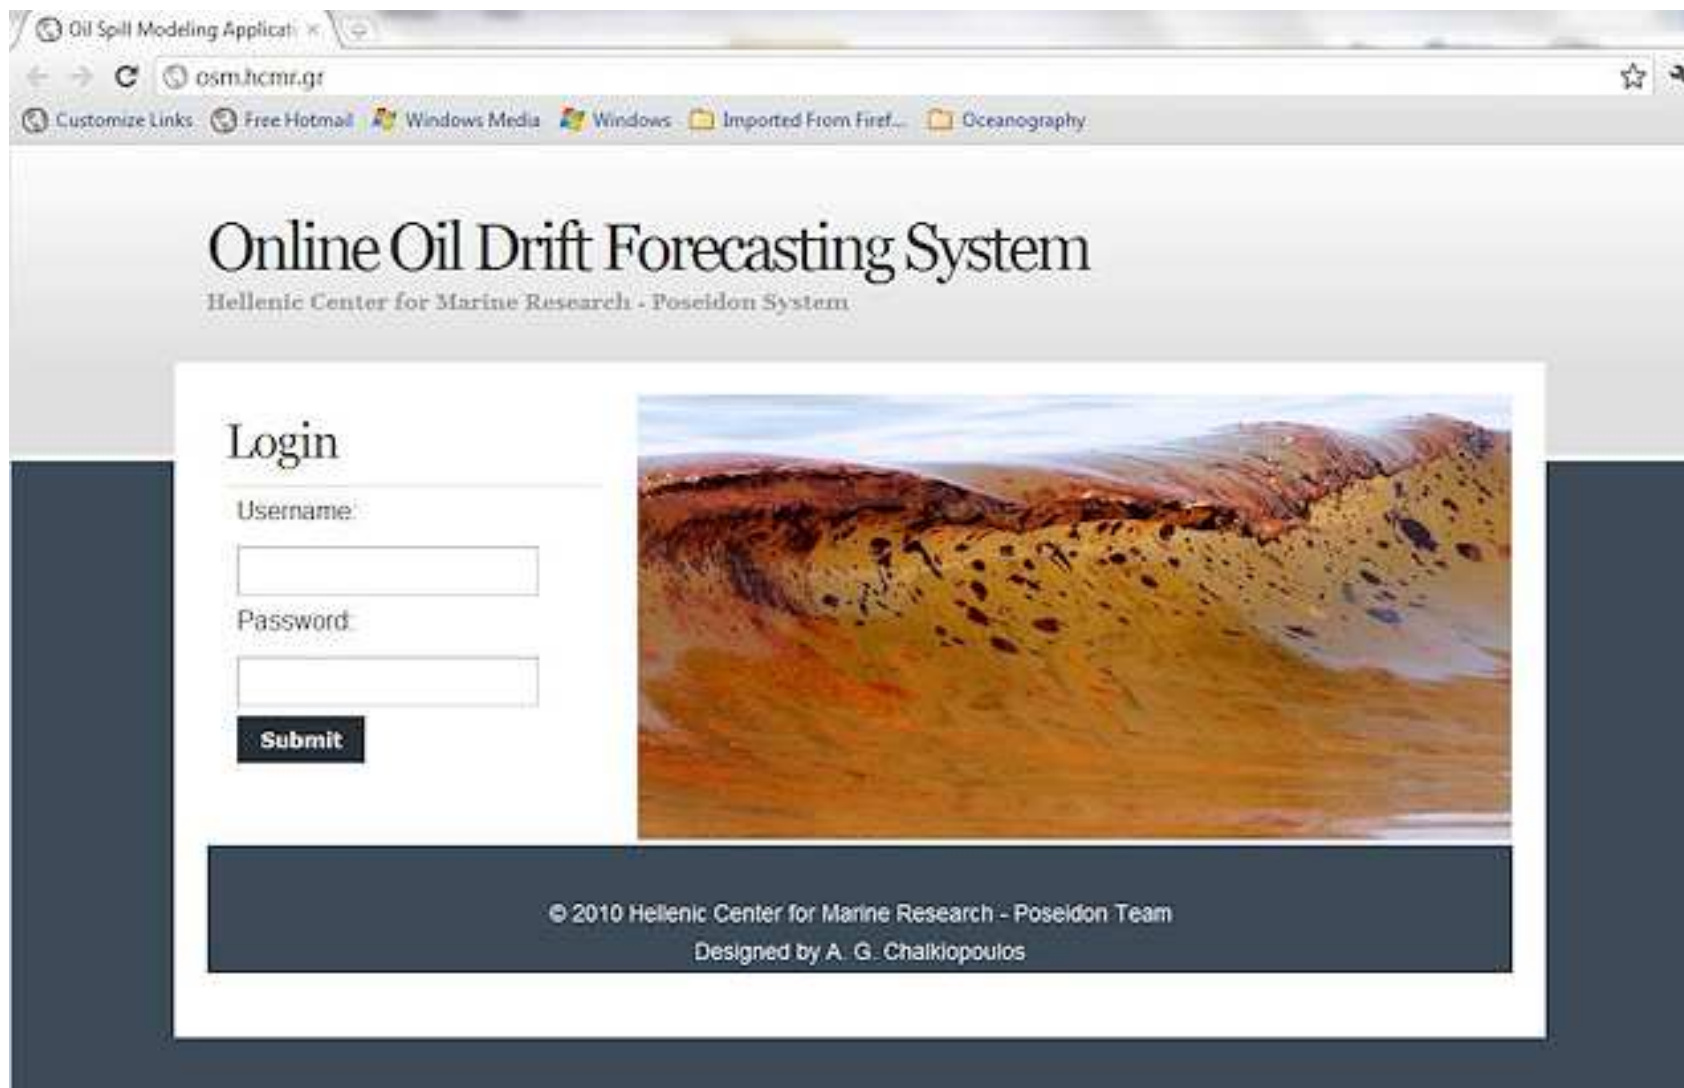 Oil Spill Modeling Applicati
osm.hcmr.gr
Customize Links Free Hotmail Windows Media Windows Imported From Firef... Oceanography
Online Oil Drift Forecasting System
Hellenic Center for Marine Research - Poseidon System
Login
Username:
Password:
Submit
© 2010 Hellenic Center for Marine Research - Poseidon Team
Designed by A. G. Chalkiopoulos